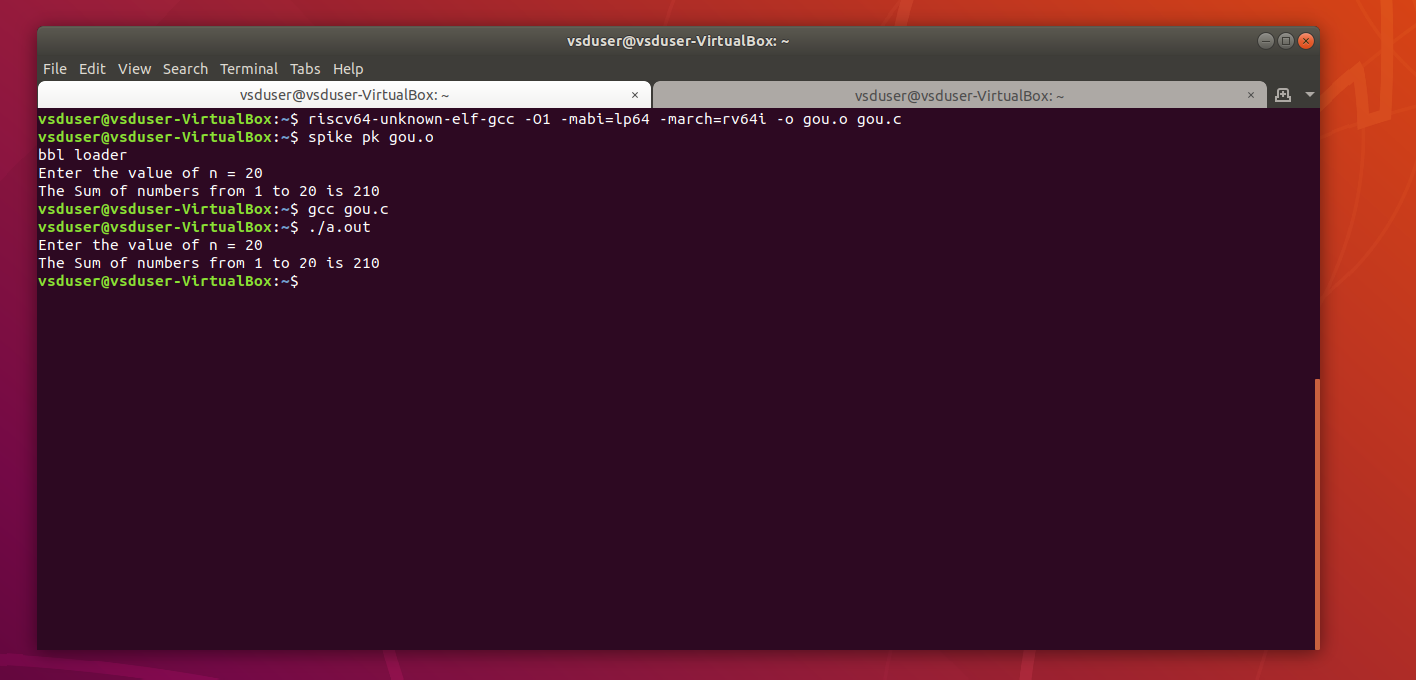 vsduser@vsduser-VirtualBox: ~
File Edit View Search Terminal Tabs Help
vsduser@vsduser-VirtualBox: ~ × vsduser@vsduser-VirtualBox: ~ ×
vsduser@vsduser-VirtualBox:~$ riscv64-unknown-elf-gcc -O1 -mabi=lp64 -march=rv64i -o gou.o gou.c
vsduser@vsduser-VirtualBox:~$ spike pk gou.o
bbl loader
Enter the value of n = 20
The Sum of numbers from 1 to 20 is 210
vsduser@vsduser-VirtualBox:~$ gcc gou.c
vsduser@vsduser-VirtualBox:~$ ./a.out
Enter the value of n = 20
The Sum of numbers from 1 to 20 is 210
vsduser@vsduser-VirtualBox:~$